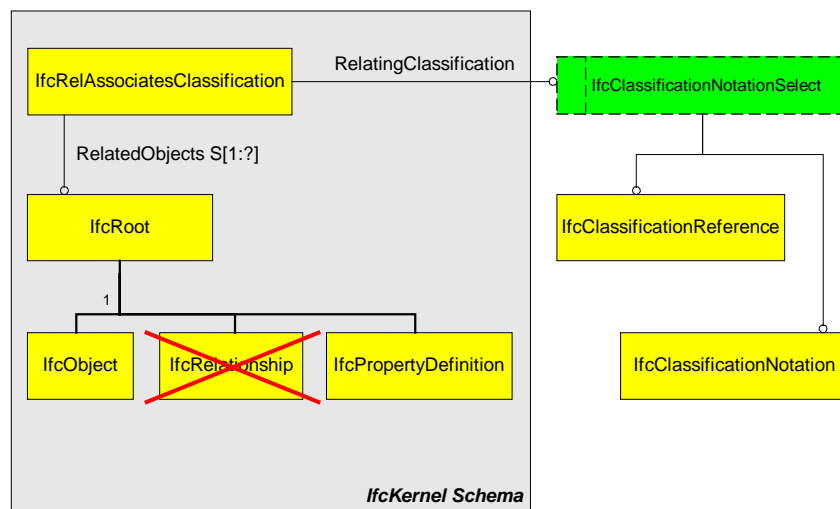 RelatingClassification
IfcRelAssociatesClassification
IfcClassificationNotationSelect
RelatedObjects S[1:?]
IfcRoot
IfcClassificationReference
1
IfcObject
IfcRelationship
IfcPropertyDefinition
IfcClassificationNotation
IfcKernel Schema